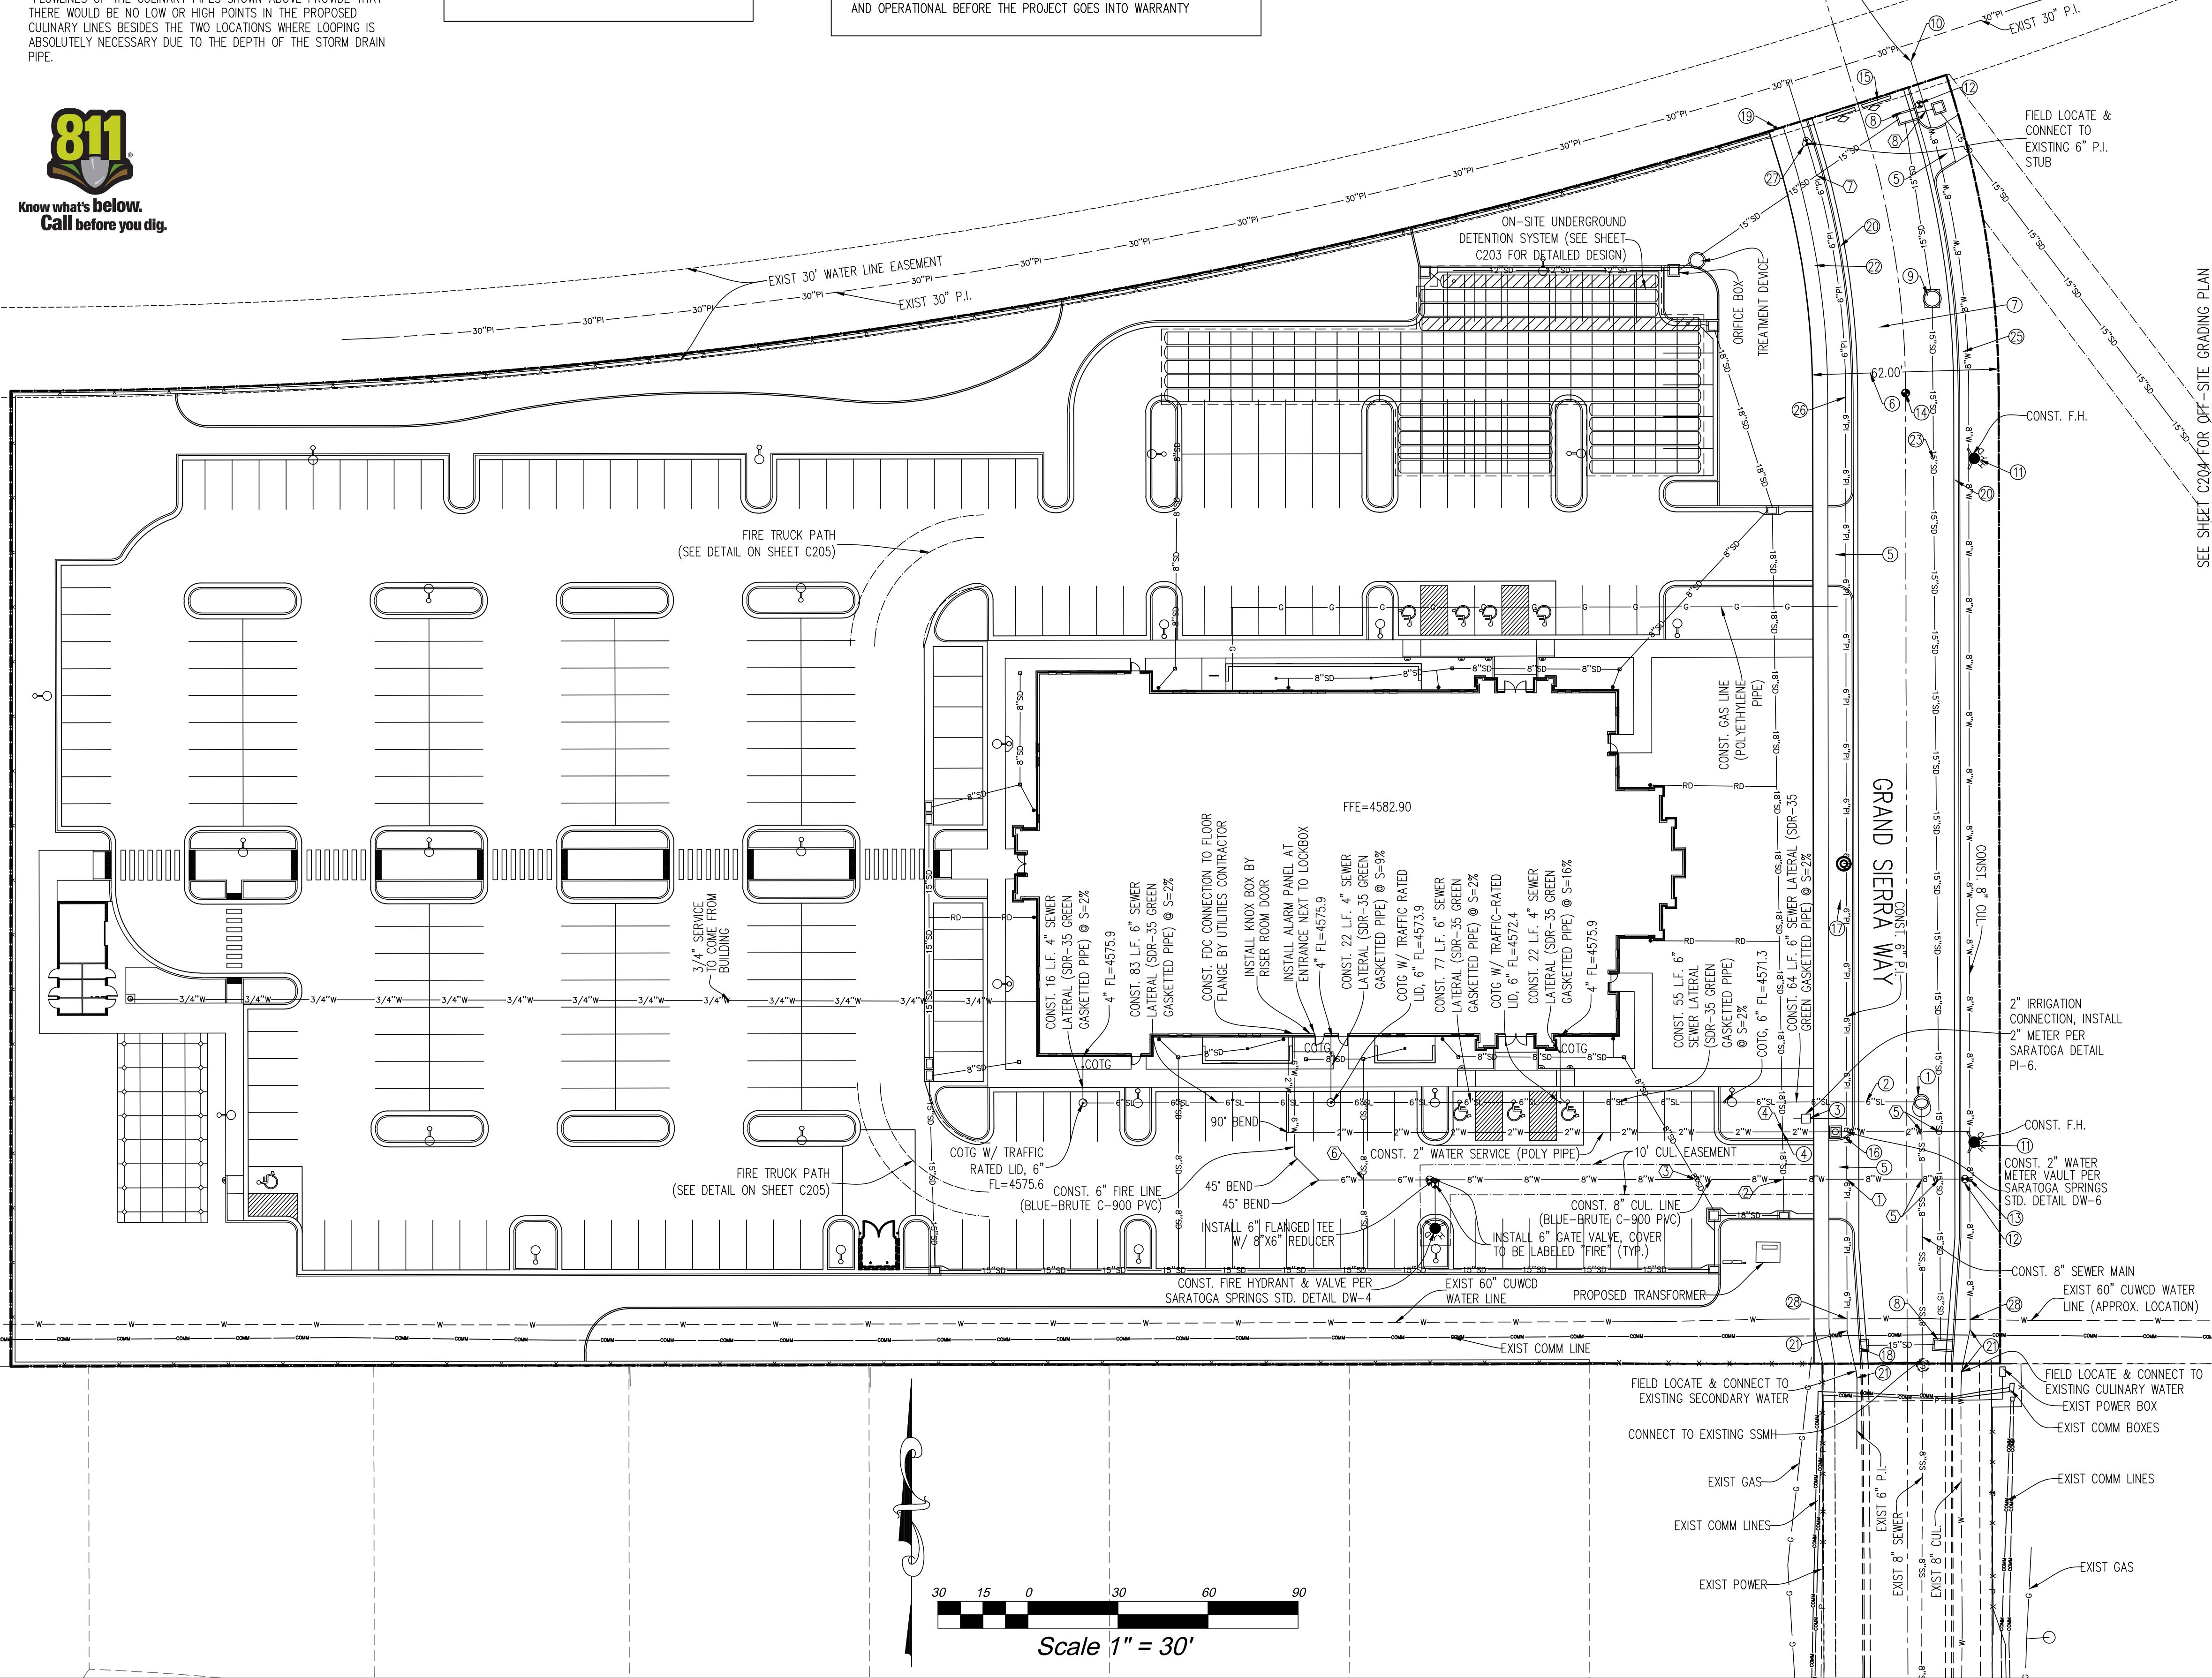 THERE WOULD BE NO LOW OR HIGH POINTS IN THE PROPOSED
CULINARY LINES BESIDES THE TWO LOCATIONS WHERE LOOPING IS
ABSOLUTELY NECESSARY DUE TO THE DEPTH OF THE STORM DRAIN
PIPE.
AND OPERATIONAL BEFORE THE PROJECT GOES INTO WARRANTY
811
Know what's below.
Call before you dig.
EXIST 30" P.I.
FIELD LOCATE &
CONNECT TO
EXISTING 6" P.I.
STUB
EXIST 30' WATER LINE EASEMENT
EXIST 30" P.I.
ON-SITE UNDERGROUND
DETENTION SYSTEM (SEE SHEET
C203 FOR DETAILED DESIGN)
ORIFICE BOX
TREATMENT DEVICE
62.00'
CONST. F.H.
SEE SHEET C204 FOR OFF-SITE GRADING PLAN
FIRE TRUCK PATH
(SEE DETAIL ON SHEET C205)
CONST. GAS LINE
(POLYETHYLENE
PIPE)
FFE=4582.90
GRAND SIERRA WAY
CONST. 6" P.I.
CONST. 8" CUL.
3/4" SERVICE
TO COME FROM
BUILDING
CONST. 16 L.F. 4" SEWER
LATERAL (SDR-35 GREEN
GASKETTED PIPE) @ S=2%
4" FL=4575.9
CONST. 83 L.F. 6" SEWER
LATERAL (SDR-35 GREEN
GASKETTED PIPE) @ S=2%
CONST. FDC CONNECTION TO FLOOR
FLANGE BY UTILITIES CONTRACTOR
INSTALL KNOX BOX BY
RISER ROOM DOOR
INSTALL ALARM PANEL AT
ENTRANCE NEXT TO LOCKBOX
4" FL=4575.9
CONST. 22 L.F. 4" SEWER
LATERAL (SDR-35 GREEN
GASKETTED PIPE) @ S=9%
COTG W/ TRAFFIC RATED
LID, 6" FL=4573.9
CONST. 77 L.F. 6" SEWER
LATERAL (SDR-35 GREEN
GASKETTED PIPE) @ S=2%
COTG W/ TRAFFIC-RATED
LID, 6" FL=4572.4
CONST. 22 L.F. 4" SEWER
LATERAL (SDR-35 GREEN
GASKETTED PIPE) @ S=16%
4" FL=4575.9
CONST. 55 L.F. 6"
SEWER LATERAL
(SDR-35 GREEN
GASKETTED PIPE)
@ S=2%
COTG, 6" FL=4571.3
CONST. 64 L.F. 6" SEWER LATERAL (SDR-35
GREEN GASKETTED PIPE) @ S=2%
2" IRRIGATION
CONNECTION, INSTALL
2" METER PER
SARATOGA DETAIL
PI-6.
COTG
COTG
COTG
90° BEND
COTG W/ TRAFFIC
RATED LID, 6"
FL=4575.6
CONST. 2" WATER SERVICE (POLY PIPE)
10' CUL. EASEMENT
CONST. F.H.
CONST. 2" WATER
METER VAULT PER
SARATOGA SPRINGS
STD. DETAIL DW-6
FIRE TRUCK PATH
(SEE DETAIL ON SHEET C205)
CONST. 6" FIRE LINE
(BLUE-BRUTE C-900 PVC)
45° BEND
45° BEND
CONST. 8" CUL. LINE
(BLUE-BRUTE C-900 PVC)
INSTALL 6" FLANGED TEE
W/ 8"X6" REDUCER
INSTALL 6" GATE VALVE, COVER
TO BE LABELED "FIRE" (TYP.)
CONST. FIRE HYDRANT & VALVE PER
SARATOGA SPRINGS STD. DETAIL DW-4
EXIST 60" CUWCD
WATER LINE
PROPOSED TRANSFORMER
CONST. 8" SEWER MAIN
EXIST 60" CUWCD WATER
LINE (APPROX. LOCATION)
EXIST COMM LINE
FIELD LOCATE & CONNECT TO
EXISTING SECONDARY WATER
FIELD LOCATE & CONNECT TO
EXISTING CULINARY WATER
EXIST POWER BOX
CONNECT TO EXISTING SSMH
EXIST COMM BOXES
EXIST GAS
EXIST COMM LINES
EXIST COMM LINES
EXIST POWER
EXIST GAS
EXIST 6" P.I.
EXIST 8" SEWER
EXIST 8" CUL.
30 15 0 30 60 90
Scale 1" = 30'